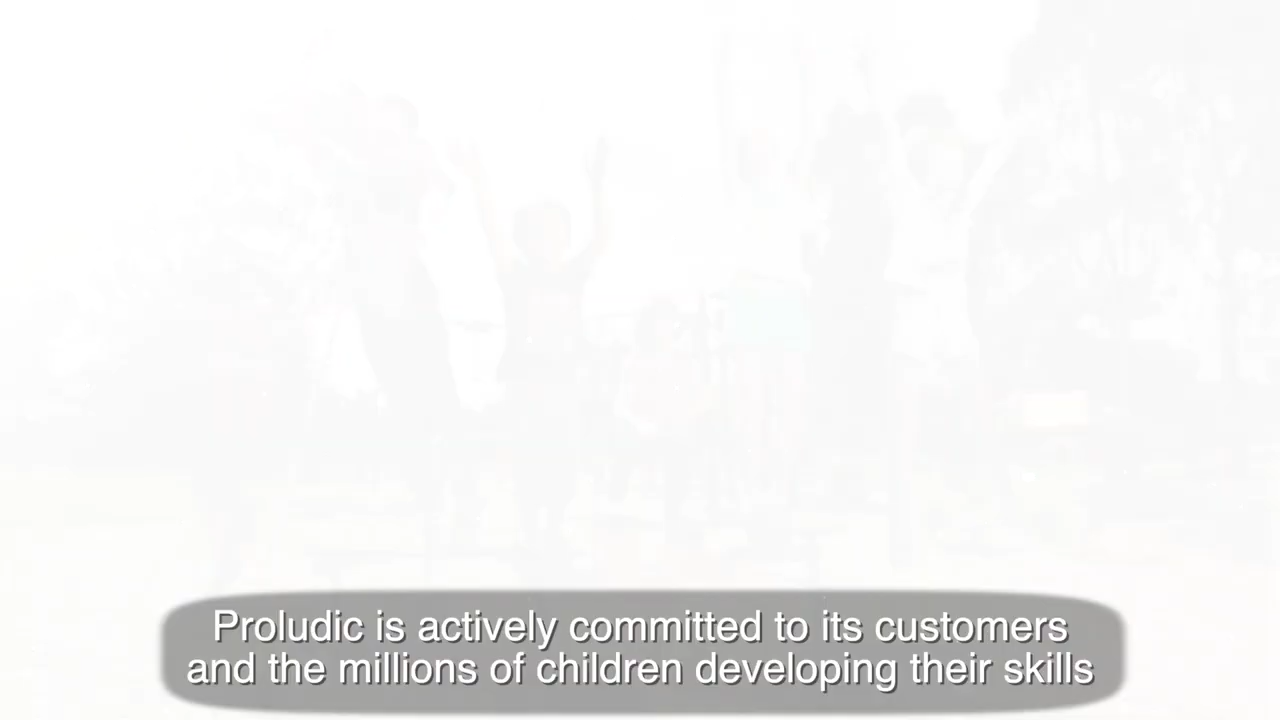 Proludic is actively committed to its customers
and the millions of children developing their skills